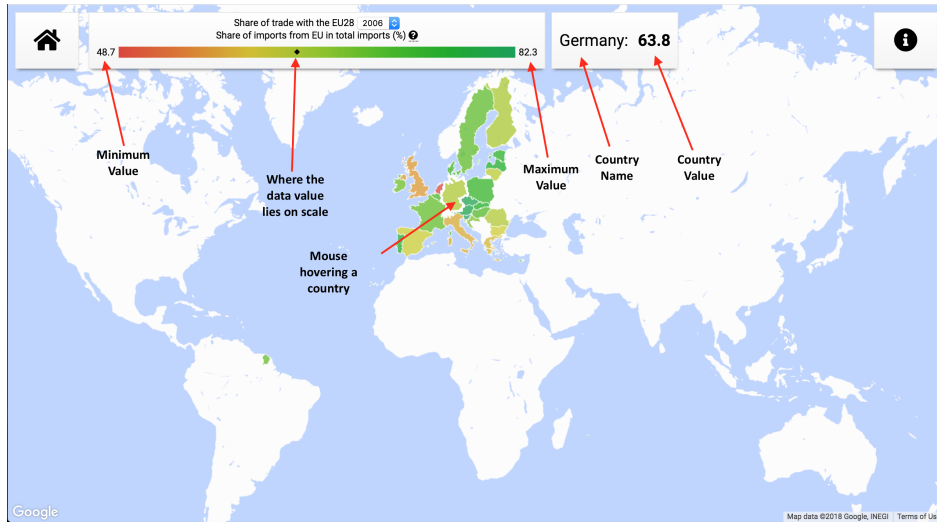 Share of trade with the EU28 2006
Share of imports from EU in total imports (%) ?
48.7
82.3
Germany: 63.8
i
Minimum
Value
Where the
data value
lies on scale
Maximum
Value
Country
Name
Country
Value
Mouse
hovering a
country
Google
Map data ©2018 Google, INEGI Terms of Us